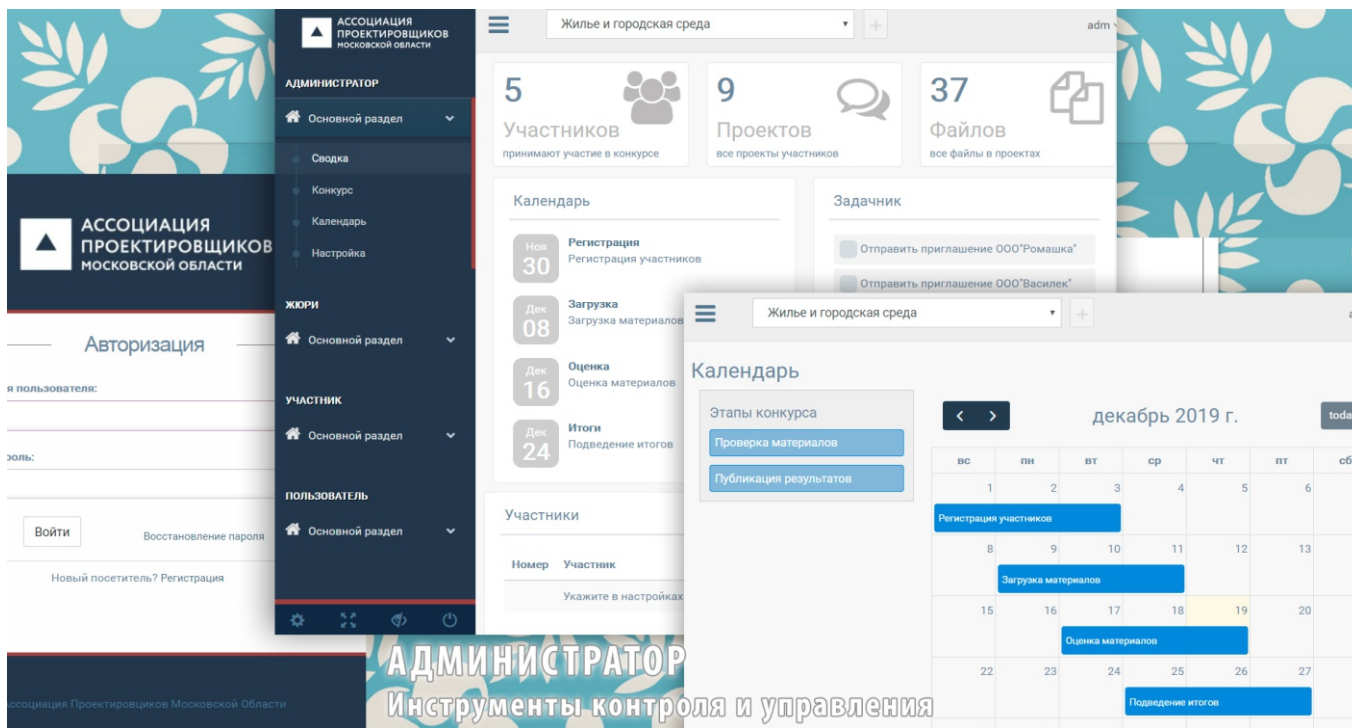 АССОЦИАЦИЯ
ПРОЕКТИРОВЩИКОВ
МОСКОВСКОЙ ОБЛАСТИ
Авторизация
пользователя:
Войти
Восстановление пароля
Новый посетитель? Регистрация
Ассоциация Проектировщиков Московской Области
АССОЦИАЦИЯ
ПРОЕКТИРОВЩИКОВ
МОСКОВСКОЙ ОБЛАСТИ
АДМИНИСТРАТОР
Основной раздел
Сводка
Конкурс
Календарь
Настройка
ЖЮРИ
Основной раздел
УЧАСТНИК
Основной раздел
ПОЛЬЗОВАТЕЛЬ
Основной раздел
Жилье и городская среда
+
adm
5
Участников
принимают участие в конкурсе
9
Проектов
все проекты участников
37
Файлов
все файлы в проектах
Календарь
Ноя
30
Регистрация
Регистрация участников
Дек
08
Загрузка
Загрузка материалов
Дек
16
Оценка
Оценка материалов
Дек
24
Итоги
Подведение итогов
Задачник
Отправить приглашение ООО"Ромашка"
Отправить приглашение ООО"Василек"
Участники
Номер Участник
Укажите в настройках
Жилье и городская среда
+
Календарь
Этапы конкурса
Проверка материалов
Публикация результатов
декабрь 2019 г.
вс пн вт ср чт пт сб
1 2 3 4 5 6
Регистрация участников
8 9 10 11 12 13
Загрузка материалов
15 16 17 18 19 20
Оценка материалов
22 23 24 25 26 27
Подведение итогов
АДМИНИСТРАТОР
Инструменты контроля и управления